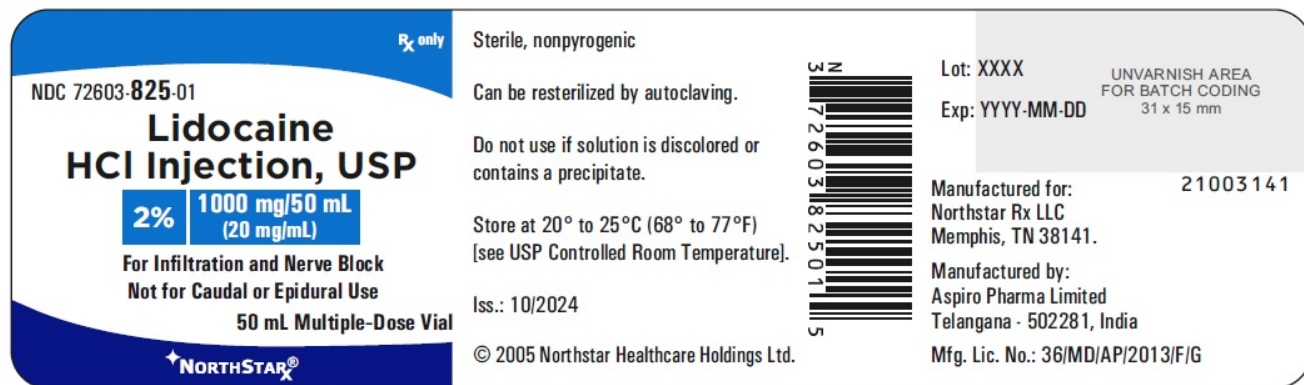 Rx only
NDC 72603-825-01
Lidocaine
HCl Injection, USP
2%
1000 mg/50 mL
(20 mg/mL)
For Infiltration and Nerve Block
Not for Caudal or Epidural Use
50 mL Multiple-Dose Vial
NORTHSTAR®
Sterile, nonpyrogenic
Can be resterilized by autoclaving.
Do not use if solution is discolored or
contains a precipitate.
Store at 20° to 25°C (68° to 77°F)
[see USP Controlled Room Temperature].
Iss.: 10/2024
© 2005 Northstar Healthcare Holdings Ltd.
N
3 72603 82501 5
Lot: XXXX
Exp: YYYY-MM-DD
UNVARNISH AREA
FOR BATCH CODING
31 x 15 mm
21003141
Manufactured for:
Northstar Rx LLC
Memphis, TN 38141.
Manufactured by:
Aspiro Pharma Limited
Telangana - 502281, India
Mfg. Lic. No.: 36/MD/AP/2013/F/G